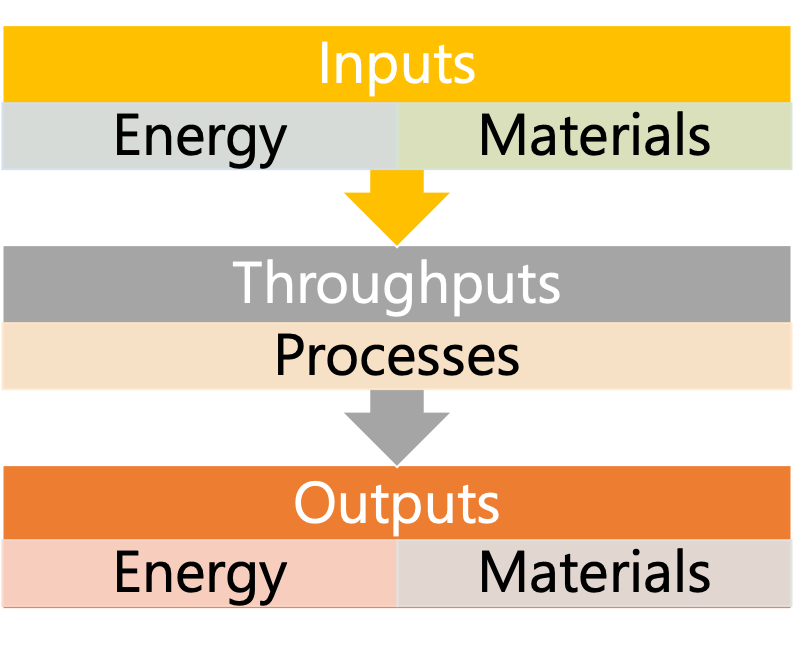 Inputs
Energy Materials
Throughputs
Processes
Outputs
Energy Materials